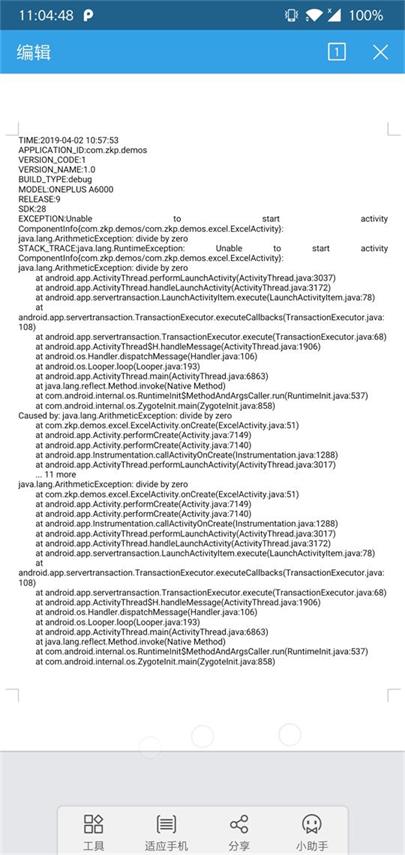 11:04:48
100%
编辑
1
TIME:2019-04-02 10:57:53
APPLICATION_ID:com.zkp.demos
VERSION_CODE:1
VERSION_NAME:1.0
BUILD_TYPE:debug
MODEL:ONEPLUS A6000
RELEASE:9
SDK:28
EXCEPTION:Unable to start activity
ComponentInfo{com.zkp.demos/com.zkp.demos.excel.ExcelActivity}:
java.lang.ArithmeticException: divide by zero
STACK_TRACE:java.lang.RuntimeException: Unable to start activity
ComponentInfo{com.zkp.demos/com.zkp.demos.excel.ExcelActivity}:
java.lang.ArithmeticException: divide by zero
at android.app.ActivityThread.performLaunchActivity(ActivityThread.java:3037)
at android.app.ActivityThread.handleLaunchActivity(ActivityThread.java:3172)
at android.app.servertransaction.LaunchActivityItem.execute(LaunchActivityItem.java:78)
at
android.app.servertransaction.TransactionExecutor.executeCallbacks(TransactionExecutor.java:
108)
at android.app.servertransaction.TransactionExecutor.execute(TransactionExecutor.java:68)
at android.app.ActivityThread$H.handleMessage(ActivityThread.java:1906)
at android.os.Handler.dispatchMessage(Handler.java:106)
at android.os.Looper.loop(Looper.java:193)
at android.app.ActivityThread.main(ActivityThread.java:6863)
at java.lang.reflect.Method.invoke(Native Method)
at com.android.internal.os.RuntimeInit$MethodAndArgsCaller.run(RuntimeInit.java:537)
at com.android.internal.os.ZygoteInit.main(ZygoteInit.java:858)
Caused by: java.lang.ArithmeticException: divide by zero
at com.zkp.demos.excel.ExcelActivity.onCreate(ExcelActivity.java:51)
at android.app.Activity.performCreate(Activity.java:7149)
at android.app.Activity.performCreate(Activity.java:7140)
at android.app.Instrumentation.callActivityOnCreate(Instrumentation.java:1288)
at android.app.ActivityThread.performLaunchActivity(ActivityThread.java:3017)
... 11 more
java.lang.ArithmeticException: divide by zero
at com.zkp.demos.excel.ExcelActivity.onCreate(ExcelActivity.java:51)
at android.app.Activity.performCreate(Activity.java:7149)
at android.app.Activity.performCreate(Activity.java:7140)
at android.app.Instrumentation.callActivityOnCreate(Instrumentation.java:1288)
at android.app.ActivityThread.performLaunchActivity(ActivityThread.java:3017)
at android.app.ActivityThread.handleLaunchActivity(ActivityThread.java:3172)
at android.app.servertransaction.LaunchActivityItem.execute(LaunchActivityItem.java:78)
at
android.app.servertransaction.TransactionExecutor.executeCallbacks(TransactionExecutor.java:
108)
at android.app.servertransaction.TransactionExecutor.execute(TransactionExecutor.java:68)
at android.app.ActivityThread$H.handleMessage(ActivityThread.java:1906)
at android.os.Handler.dispatchMessage(Handler.java:106)
at android.os.Looper.loop(Looper.java:193)
at android.app.ActivityThread.main(ActivityThread.java:6863)
at java.lang.reflect.Method.invoke(Native Method)
at com.android.internal.os.RuntimeInit$MethodAndArgsCaller.run(RuntimeInit.java:537)
at com.android.internal.os.ZygoteInit.main(ZygoteInit.java:858)
工具 适应手机 分享 小助手